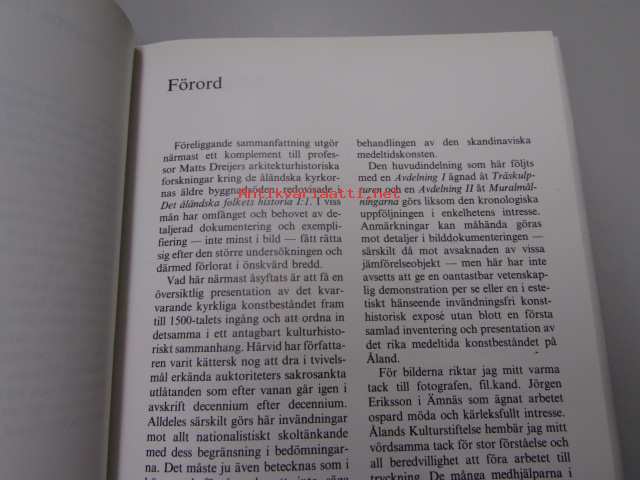 Förord
Föreliggande sammanfattning utgör
närmast ett komplement till profes-
sor Matts Dreijers arkitekturhistoriska
forskningar kring de åländska kyrkor-
nas äldre byggnadsöden, redovisade i
Det åländska folkets historia I:1. I viss
mån har omfånget och behovet av de-
taljerad dokumentering och exempli-
fiering — inte minst i bild — fått rätta
sig efter den större undersökningen och
därmed förlorat i önskvärd bredd.
Vad här närmast åsyftats är att få en
översiktlig presentation av det kvar-
varande kyrkliga konstbeståndet fram
till 1500-talets ingång och att ordna in
detsamma i ett antagbart kulturhisto-
riskt sammanhang. Härvid har författa-
ren varit kättersk nog att dra i tvivels-
mål erkända auktoriteters sakrosankta
utlåtanden som efter vanan går igen i
avskrift decennium efter decennium.
Alldeles särskilt görs här invändningar
mot allt nationalistiskt skoltänkande
med dess begränsning i bedömningar-
na. Det måste ju även betecknas som i
behandlingen av den skandinaviska
medeltidskonsten.
Den huvudindelning som här följts
med en Avdelning I ägnad åt Träskulp-
turen och en Avdelning II åt Muralmål-
ningarna görs liksom den kronologiska
uppföljningen i enkelhetens intresse.
Anmärkningar kan måhända göras
mot detaljer i bilddokumenteringen —
särskilt då mot avsaknaden av vissa
jämförelseobjekt — men här har inte
avsetts att ge en oantastbar vetenskap-
lig demonstration per se eller en i este-
tiskt hänseende invändningsfri konst-
historisk exposé utan blott en första
samlad inventering och presentation av
det rika medeltida konstbeståndet på
Åland.
För bilderna riktar jag mitt varma
tack till fotografen, fil.kand. Jörgen
Eriksson i Ämnäs som ägnat arbetet
ospard möda och kärleksfullt intresse.
Ålands Kulturstiftelse hembär jag mitt
vördsamma tack för stor förståelse och
all beredvillighet att föra arbetet till
tryckning. De många medhjälparna i
Antikvariaatti.net